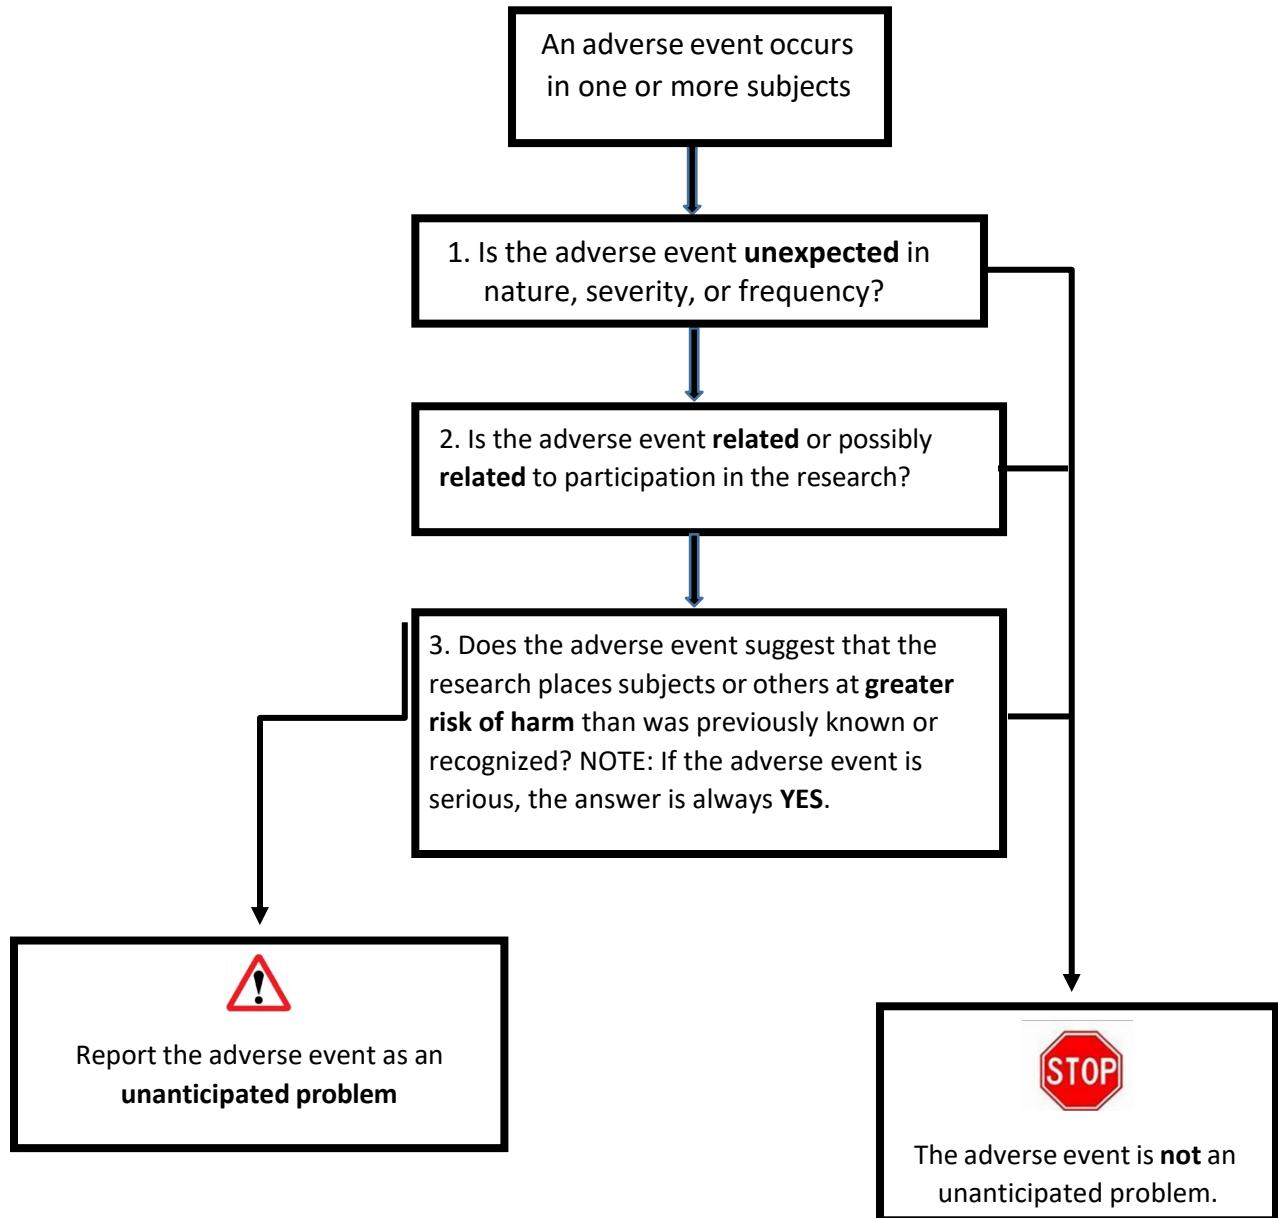 An adverse event occurs
in one or more subjects
1. Is the adverse event unexpected in
nature, severity, or frequency?
2. Is the adverse event related or possibly
related to participation in the research?
3. Does the adverse event suggest that the
research places subjects or others at greater
risk of harm than was previously known or
recognized? NOTE: If the adverse event is
serious, the answer is always YES.
Report the adverse event as an
unanticipated problem
STOP
The adverse event is not an
unanticipated problem.